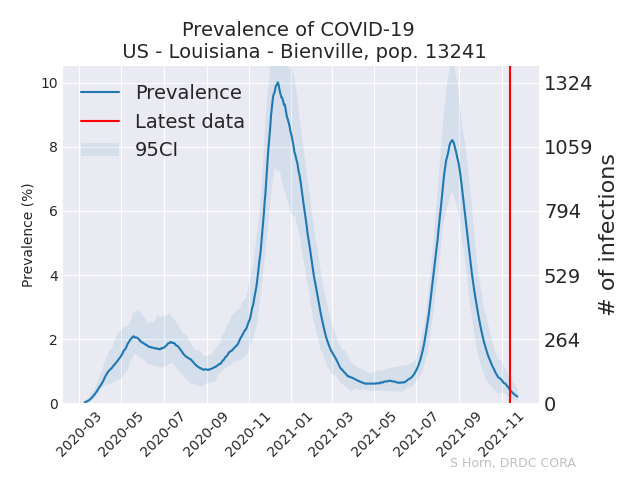 Prevalence of COVID-19
US - Louisiana - Bienville, pop. 13241
Prevalence
Latest data
95CI
10
8
6
4
2
0
Prevalence (%)
1324
1059
794
529
264
0
# of infections
2020-03
2020-05
2020-07
2020-09
2020-11
2021-01
2021-03
2021-05
2021-07
2021-09
2021-11
S Horn, DRDC CORA